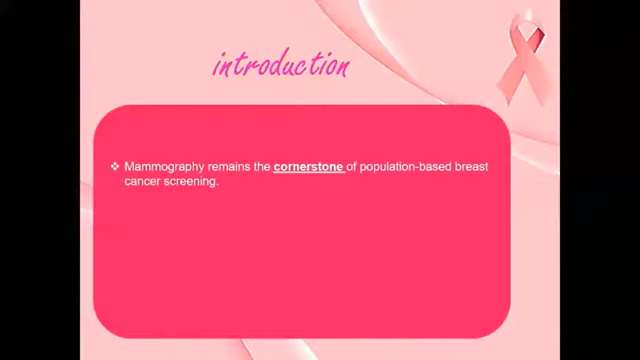 introduction
❖ Mammography remains the cornerstone of population-based breast
cancer screening.